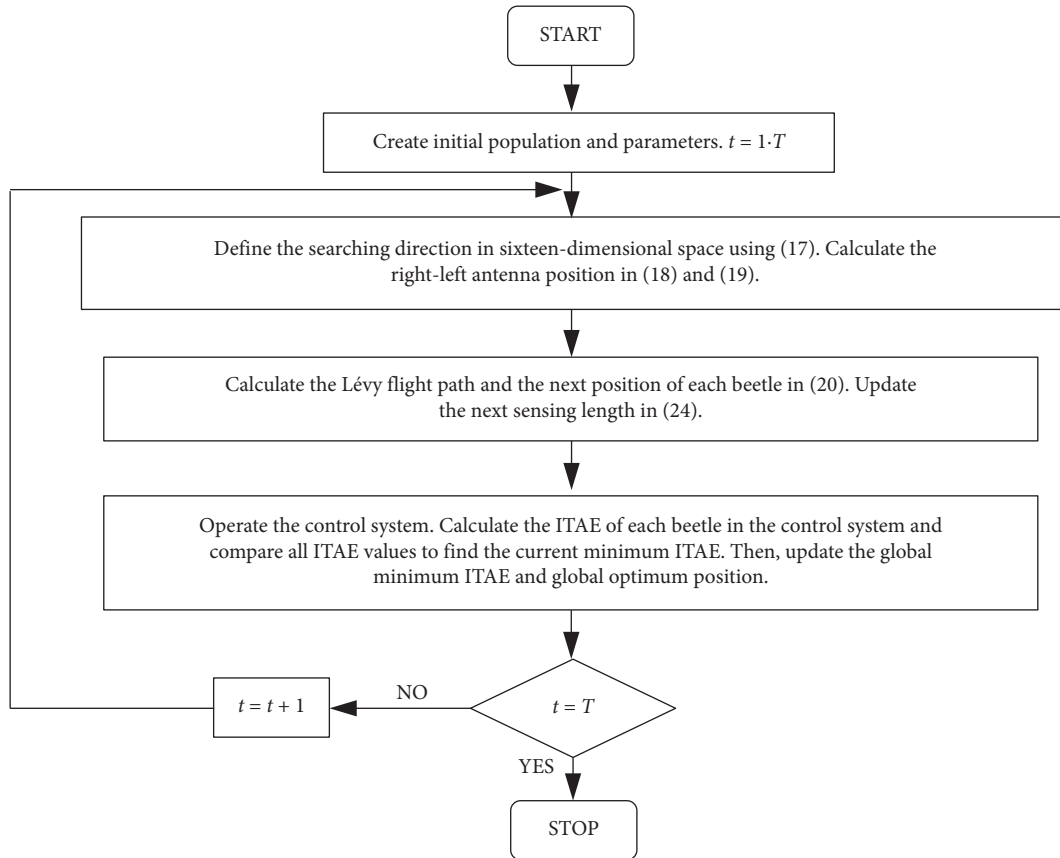 START
Create initial population and parameters. t = 1·T
Define the searching direction in sixteen-dimensional space using (17). Calculate the
right-left antenna position in (18) and (19).
Calculate the Lévy flight path and the next position of each beetle in (20). Update
the next sensing length in (24).
Operate the control system. Calculate the ITAE of each beetle in the control system and
compare all ITAE values to find the current minimum ITAE. Then, update the global
minimum ITAE and global optimum position.
t = t + 1
NO
t = T
YES
STOP